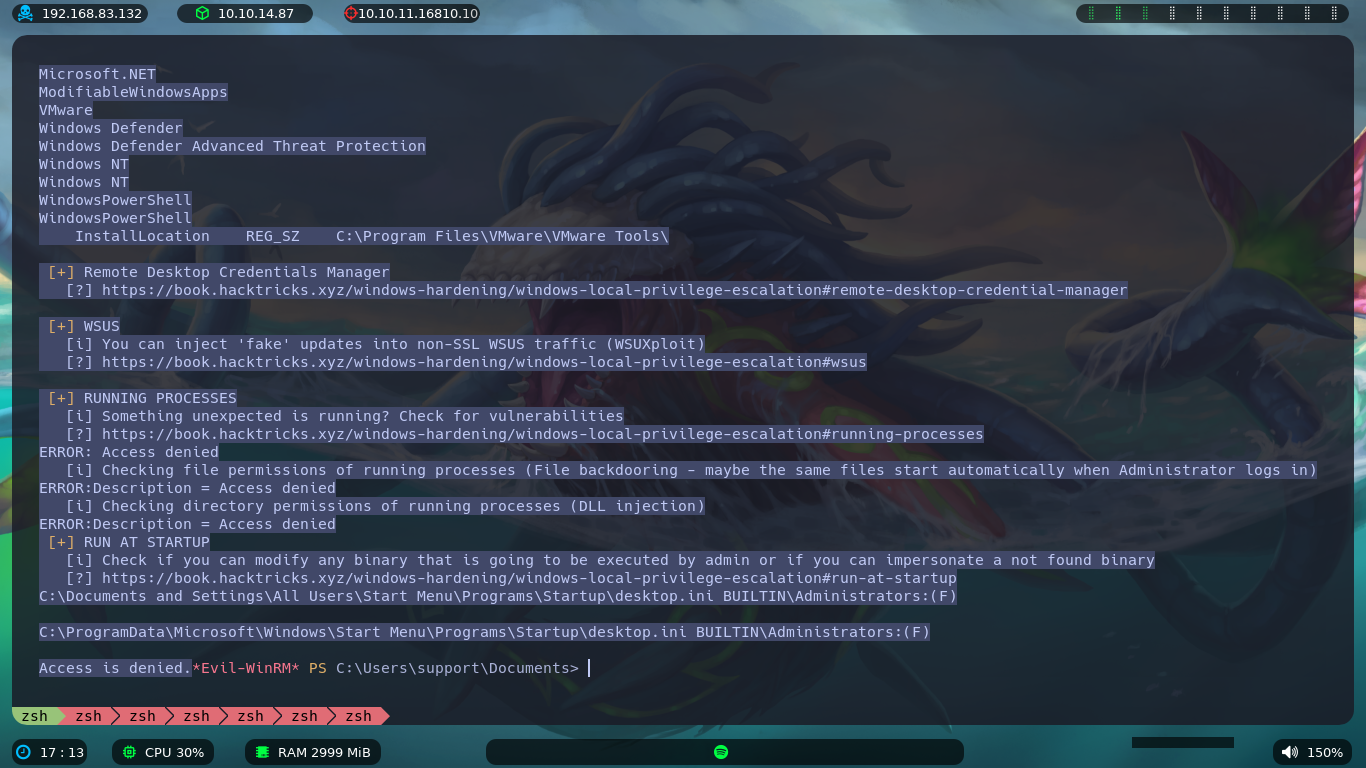 192.168.83.132 10.10.14.87 10.10.11.16810.10
Microsoft.NET
ModifiableWindowsApps
VMware
Windows Defender
Windows Defender Advanced Threat Protection
Windows NT
Windows NT
WindowsPowerShell
WindowsPowerShell
InstallLocation    REG_SZ    C:\Program Files\VMware\VMware Tools\
[+] Remote Desktop Credentials Manager
[?] https://book.hacktricks.xyz/windows-hardening/windows-local-privilege-escalation#remote-desktop-credential-manager
[+] WSUS
[i] You can inject 'fake' updates into non-SSL WSUS traffic (WSUXploit)
[?] https://book.hacktricks.xyz/windows-hardening/windows-local-privilege-escalation#wsus
[+] RUNNING PROCESSES
[i] Something unexpected is running? Check for vulnerabilities
[?] https://book.hacktricks.xyz/windows-hardening/windows-local-privilege-escalation#running-processes
ERROR: Access denied
[i] Checking file permissions of running processes (File backdooring - maybe the same files start automatically when Administrator logs in)
ERROR:Description = Access denied
[i] Checking directory permissions of running processes (DLL injection)
ERROR:Description = Access denied
[+] RUN AT STARTUP
[i] Check if you can modify any binary that is going to be executed by admin or if you can impersonate a not found binary
[?] https://book.hacktricks.xyz/windows-hardening/windows-local-privilege-escalation#run-at-startup
C:\Documents and Settings\All Users\Start Menu\Programs\Startup\desktop.ini BUILTIN\Administrators:(F)
C:\ProgramData\Microsoft\Windows\Start Menu\Programs\Startup\desktop.ini BUILTIN\Administrators:(F)
Access is denied.*Evil-WinRM* PS C:\Users\support\Documents>
zsh zsh zsh zsh zsh zsh zsh
17 : 13 CPU 30% RAM 2999 MiB 150%